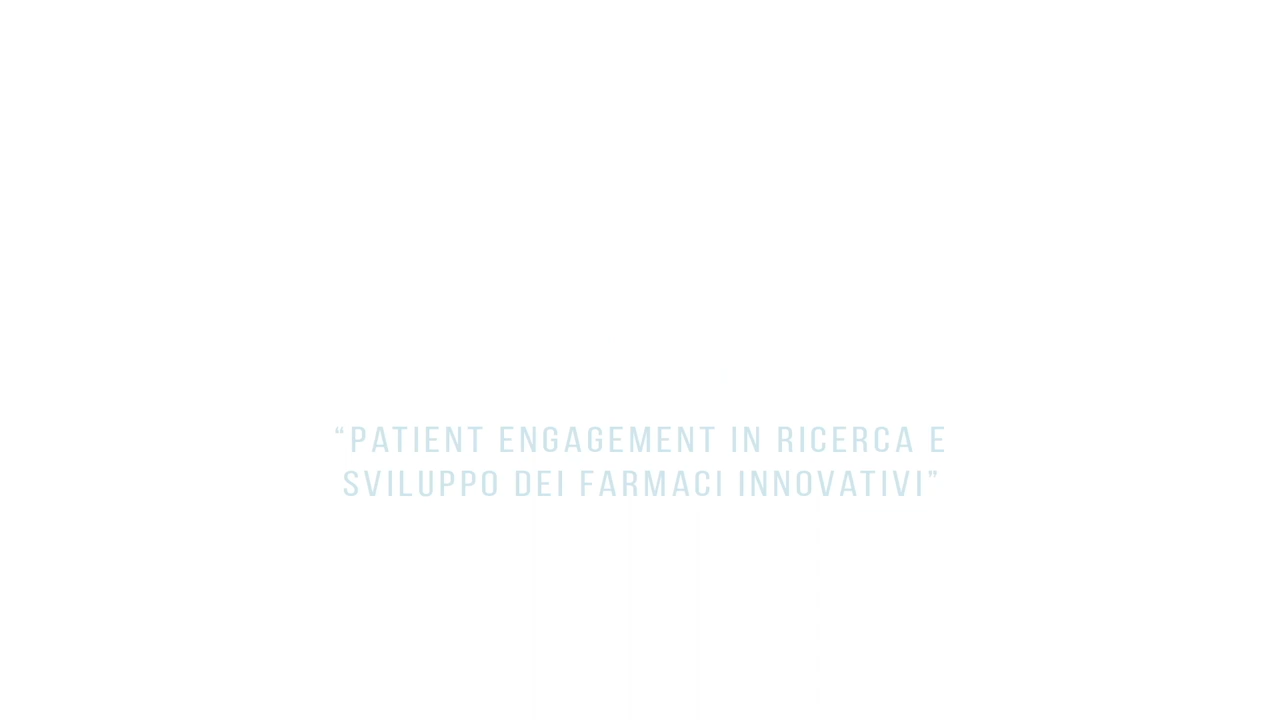 “PATIENT ENGAGEMENT IN RICERCA E
SVILUPPO DEI FARMACI INNOVATIVI”